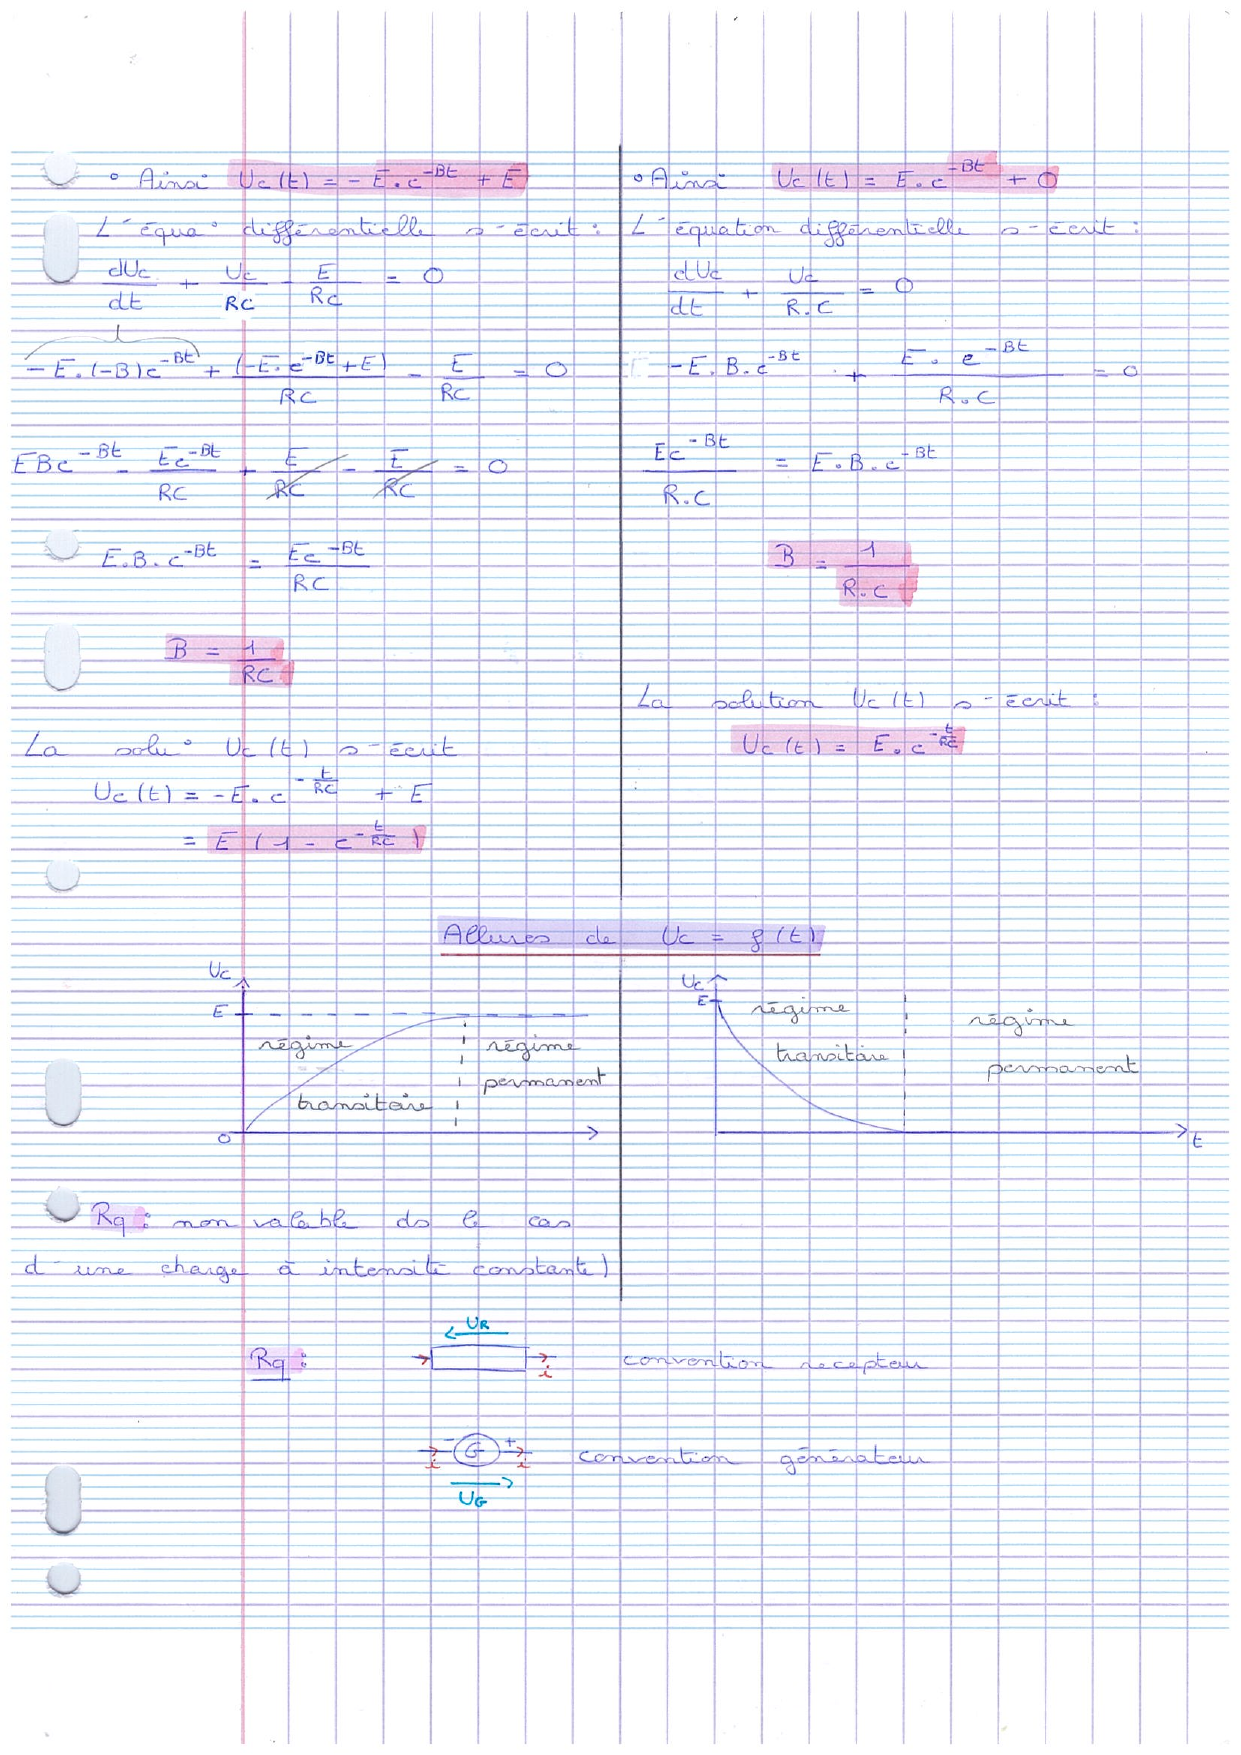 ° Ainsi Uc(t) = - E.e^-Bt + E
L'équa° différentielle s'écrit :
dUc/dt + Uc/RC - E/RC = 0
-E.(-B)e^-Bt + (-E.e^-Bt + E)/RC - E/RC = 0
EBe^-Bt - Ee^-Bt/RC + E/RC - E/RC = 0
E.B.e^-Bt = Ee^-Bt/RC
B = 1/RC
La solu° Uc(t) s'écrit
Uc(t) = -E.e^-t/RC + E
= E (1 - e^-t/RC)
° Ainsi Uc(t) = E.e^-Bt + 0
L'équation différentielle s'écrit :
dUc/dt + Uc/R.C = 0
-E.B.e^-Bt + E.e^-Bt/R.C = 0
Ee^-Bt/R.C = E.B.e^-Bt
B = 1/R.C
La solution Uc(t) s'écrit :
Uc(t) = E.e^-t/RC
Allures de Uc = f(t)
Uc
E
régime
transitoire
régime
permanent
0
Uc
E
régime
transitoire
régime
permanent
t
Rq : non valable ds le cas
d'une charge à intensité constante)
Rq :
UR
i
convention recepteur
- G +
i i
UG
convention générateur